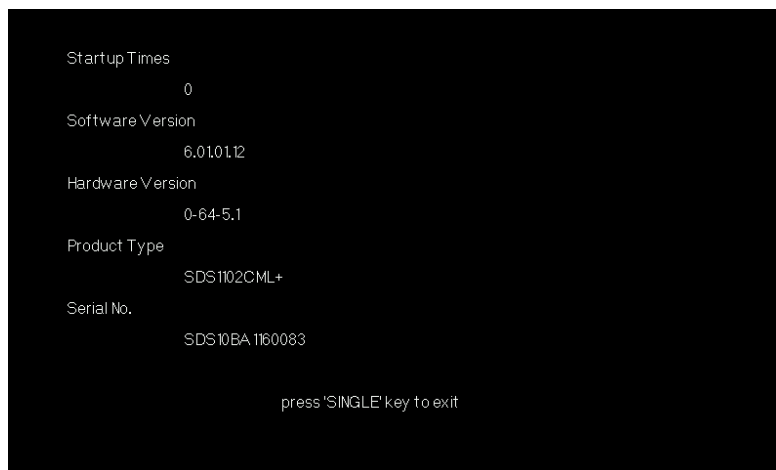 Startup Times
0
Software Version
6.01.01.12
Hardware Version
0-64-5.1
Product Type
SDS1102CML+
Serial No.
SDS10BA1160083
press 'SINGLE' key to exit